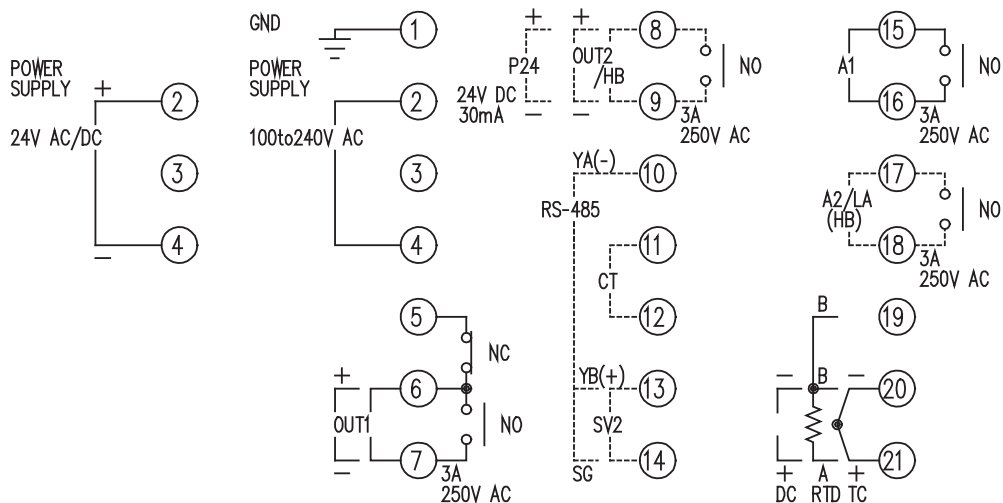 GND
1
POWER
SUPPLY
+
2
24V AC/DC
3
4
−
POWER
SUPPLY
2
100to240V AC
3
4
5
NC
6
+
OUT1
−
NO
7
3A
250V AC
+
P24
−
24V DC
30mA
+
OUT2
/HB
−
8
9
NO
3A
250V AC
YA(-)
10
RS-485
11
CT
12
YB(+)
13
SV2
14
SG
15
A1
16
NO
3A
250V AC
17
A2/LA
(HB)
18
NO
3A
250V AC
B
19
−
B
−
20
21
+
A
+
DC RTD TC